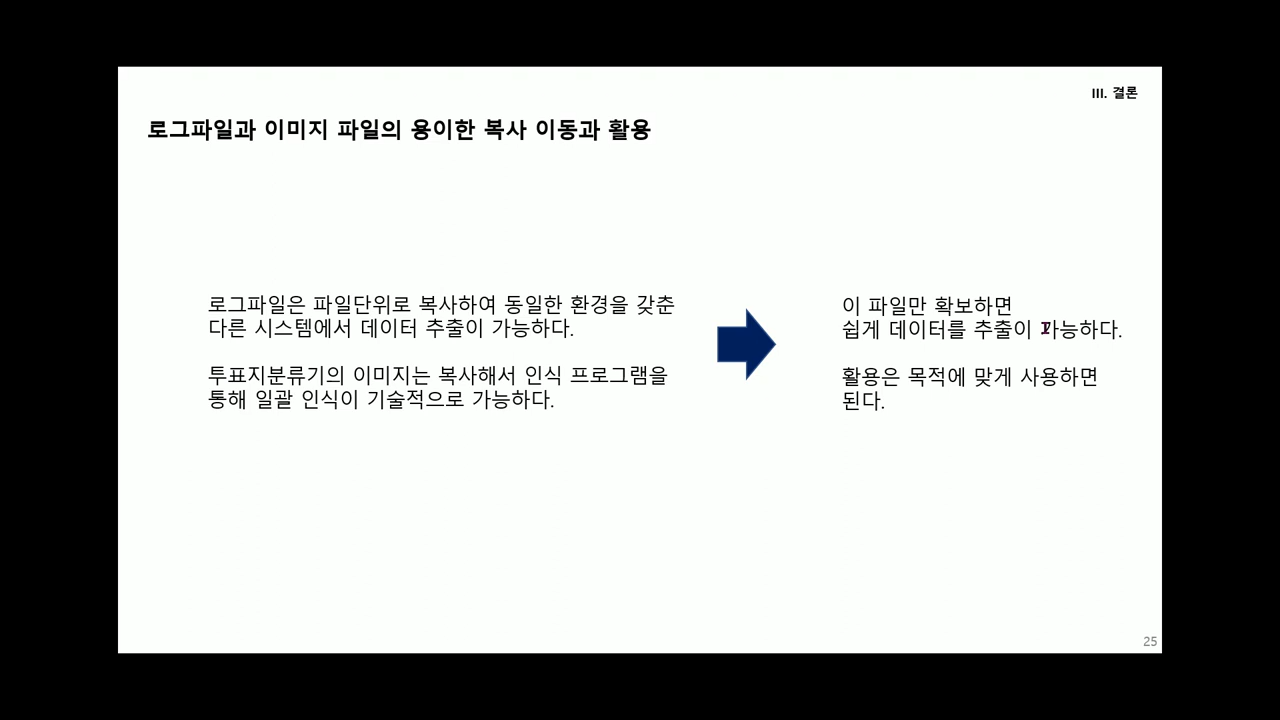 III. 결론
로그파일과 이미지 파일의 용이한 복사 이동과 활용
로그파일은 파일단위로 복사하여 동일한 환경을 갖춘
다른 시스템에서 데이터 추출이 가능하다.
투표지분류기의 이미지는 복사해서 인식 프로그램을
통해 일괄 인식이 기술적으로 가능하다.
이 파일만 확보하면
쉽게 데이터를 추출이 가능하다.
활용은 목적에 맞게 사용하면
된다.
25